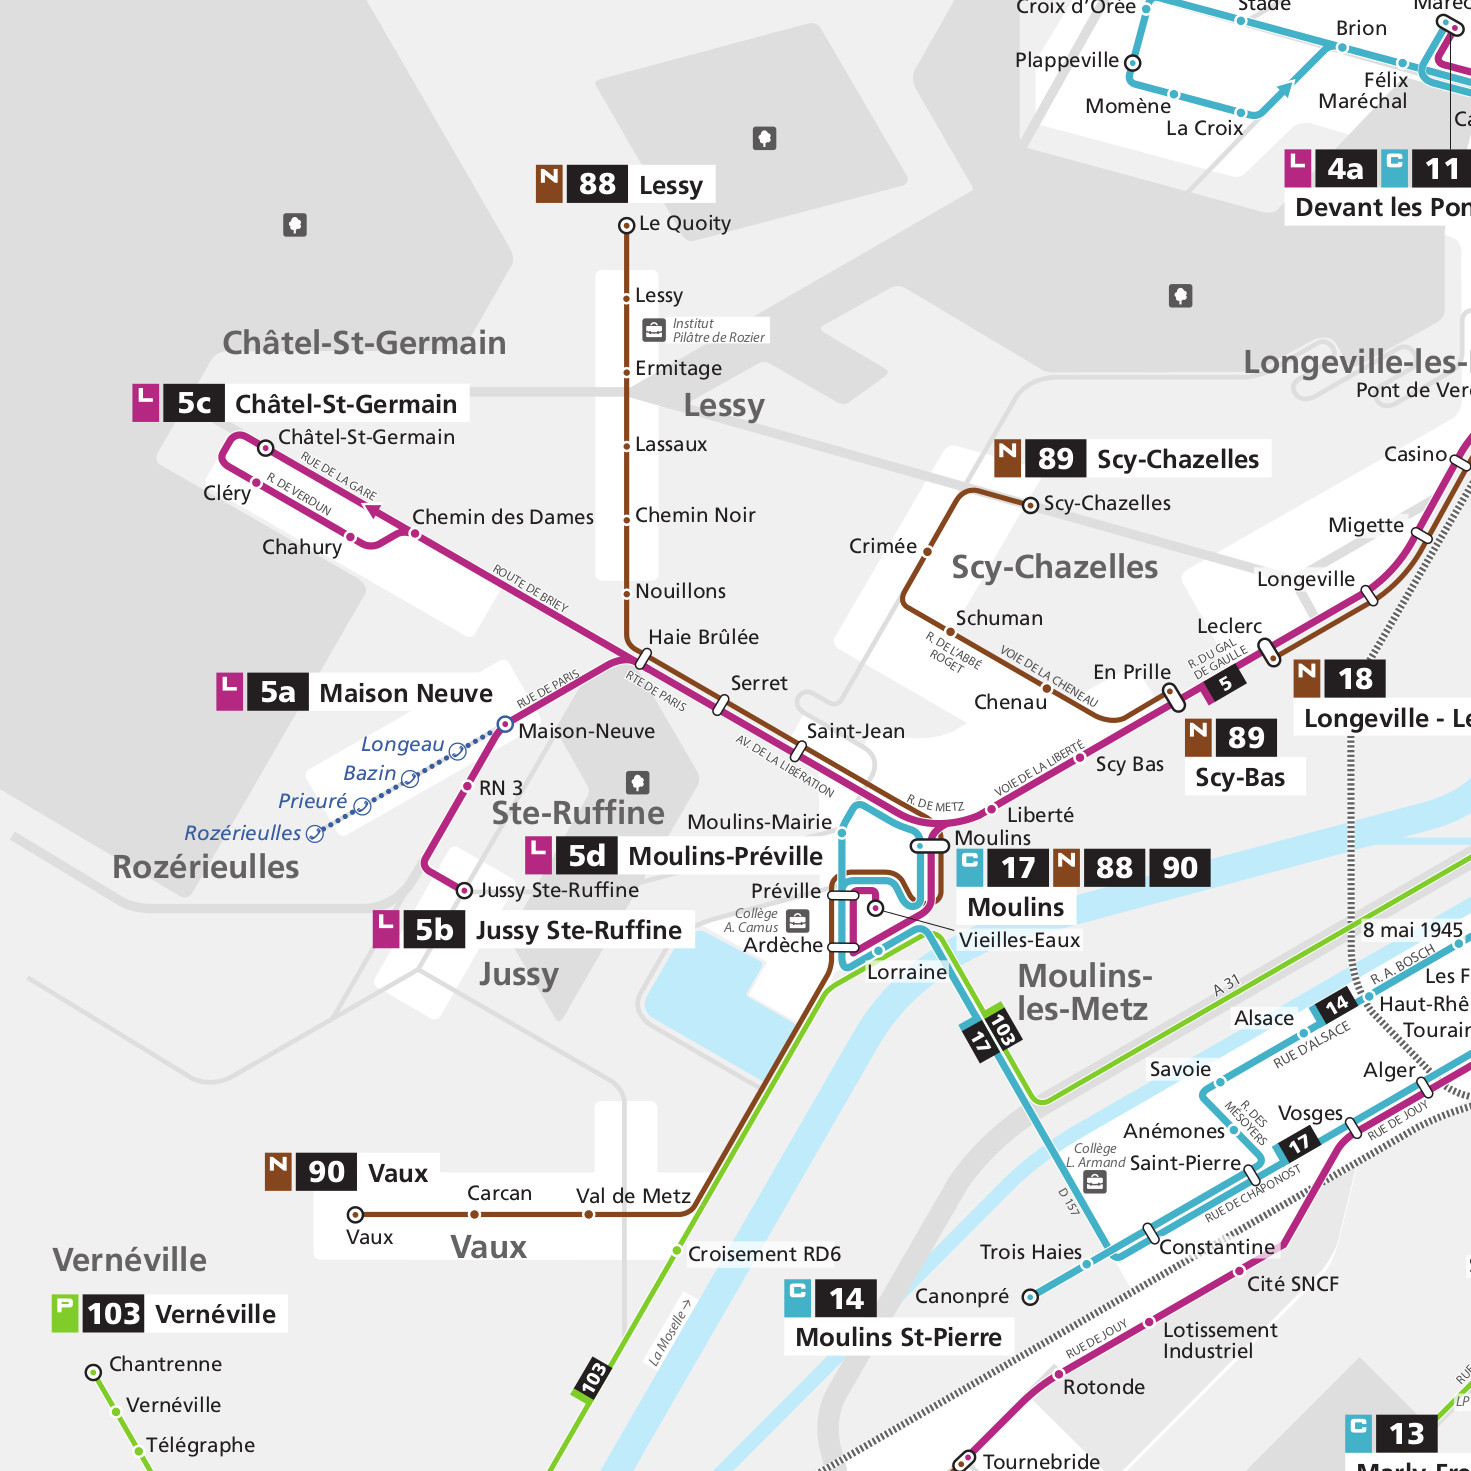 Croix d'Orée
Stade
Brion
Plappeville
Félix
Maréchal
Momène
La Croix
L 4a C 11
Devant les Pon
N 88 Lessy
Le Quoity
Lessy
Institut
Pilâtre de Rozier
Ermitage
Châtel-St-Germain
Longeville-les-
Pont de Ver
Lessy
L 5c Châtel-St-Germain
Châtel-St-Germain
RUE DE LA GARE
R. DE VERDUN
Cléry
Chahury
Chemin des Dames
Lassaux
Casino
N 89 Scy-Chazelles
Scy-Chazelles
Chemin Noir
Migette
Crimée
Scy-Chazelles
ROUTE DE BRIEY
Longeville
Nouillons
Schuman
Leclerc
Haie Brûlée
R. DE L'ABBÉ
ROGET
VOIE DE LA CHENEAU
R. DU GAL
DE GAULLE
En Prille
5
N 18
Longeville - Le
L 5a Maison Neuve
RUE DE PARIS
RTE DE PARIS
Serret
Chenau
Maison-Neuve
Saint-Jean
N 89
Scy-Bas
Longeau
Bazin
Prieuré
Rozérieulles
AV. DE LA LIBÉRATION
VOIE DE LA LIBERTÉ
Scy Bas
RN 3
Ste-Ruffine
R. DE METZ
Liberté
Moulins-Mairie
Moulins
Rozérieulles
L 5d Moulins-Préville
C 17 N 88 90
Moulins
Jussy Ste-Ruffine
Préville
Collège
A. Camus
L 5b Jussy Ste-Ruffine
Ardèche
Vieilles-Eaux
8 mai 1945
Jussy
Lorraine
Moulins-
les-Metz
R. A. BOSCH
Les F
A 31
14
Haut-Rhê
Alsace
Tourain
103
17
RUE D'ALSACE
Savoie
Alger
R. DES
MÉSOYERS
Vosges
RUE DE JOUY
Anémones
17
Collège
L. Armand
Saint-Pierre
N 90 Vaux
Carcan
Val de Metz
D 157
RUE DE CHAPONOST
Vaux
Vaux
Croisement RD6
Trois Haies
Constantine
Vernéville
Cité SNCF
P 103 Vernéville
C 14
Moulins St-Pierre
Canonpré
La Moselle →
RUE DE JOUY
Lotissement
Industriel
Chantrenne
103
Rotonde
Vernéville
RUE
LP
Télégraphe
C 13
Tournebride